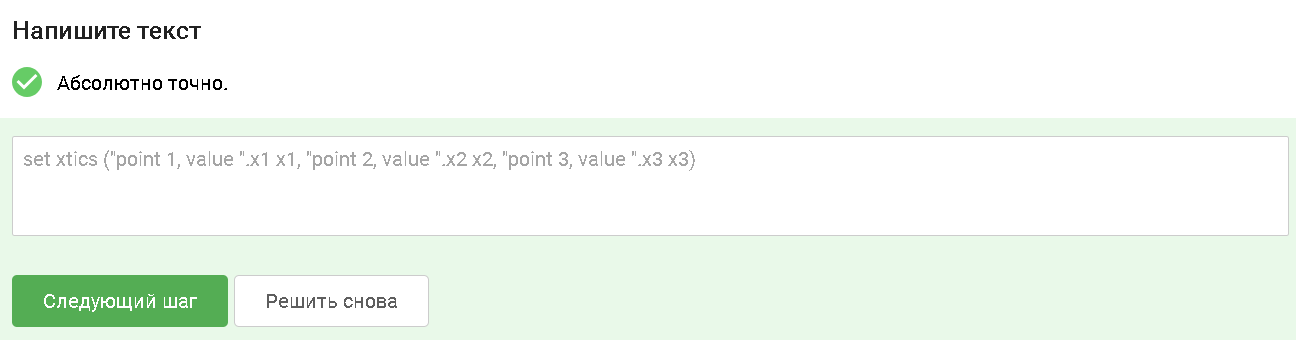 Напишите текст
Абсолютно точно.
set xtics ("point 1, value ".x1 x1, "point 2, value ".x2 x2, "point 3, value ".x3 x3)
Следующий шаг Решить снова